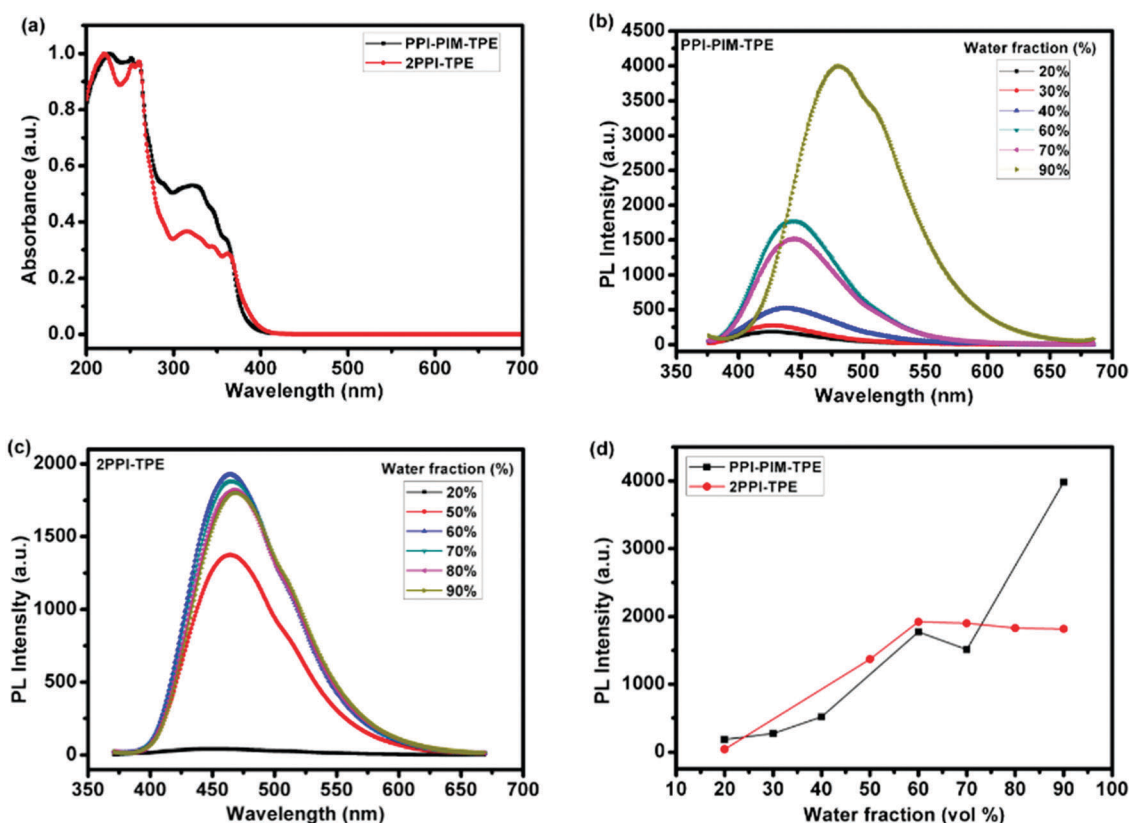 (a)
PPI-PIM-TPE
2PPI-TPE
1.0
0.8
0.6
0.4
0.2
0.0
Absorbance (a.u.)
200 300 400 500 600 700
Wavelength (nm)
(b)
PPI-PIM-TPE
Water fraction (%)
20%
30%
40%
60%
70%
90%
4500
4000
3500
3000
2500
2000
1500
1000
500
0
PL Intensity (a.u.)
350 400 450 500 550 600 650 700
Wavelength (nm)
(c)
2PPI-TPE
Water fraction (%)
20%
50%
60%
70%
80%
90%
2000
1500
1000
500
0
PL Intensity (a.u.)
350 400 450 500 550 600 650 700
Wavelength (nm)
(d)
PPI-PIM-TPE
2PPI-TPE
4000
3000
2000
1000
0
PL Intensity (a.u.)
10 20 30 40 50 60 70 80 90 100
Water fraction (vol %)